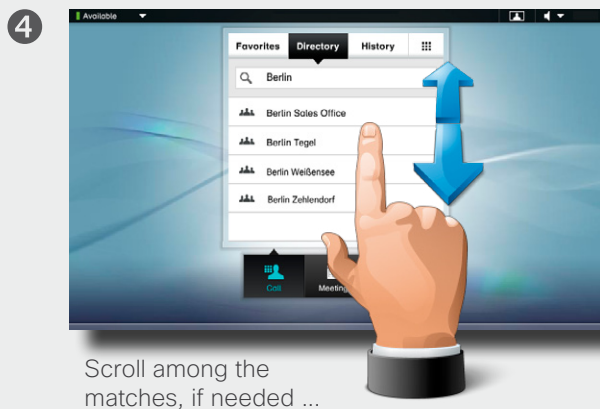 4
Available
Favorites Directory History
Berlin
Berlin Sales Office
Berlin Tegel
Berlin Weißensee
Berlin Zehlendorf
Call Meeting
Scroll among the
matches, if needed ...